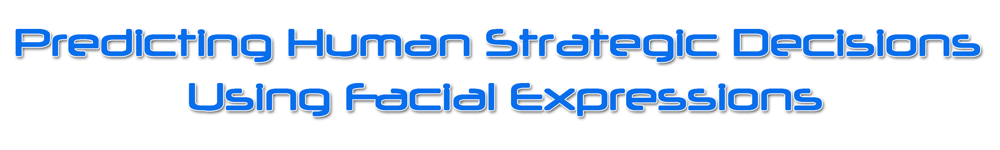 Predicting Human Strategic Decisions
Using Facial Expressions